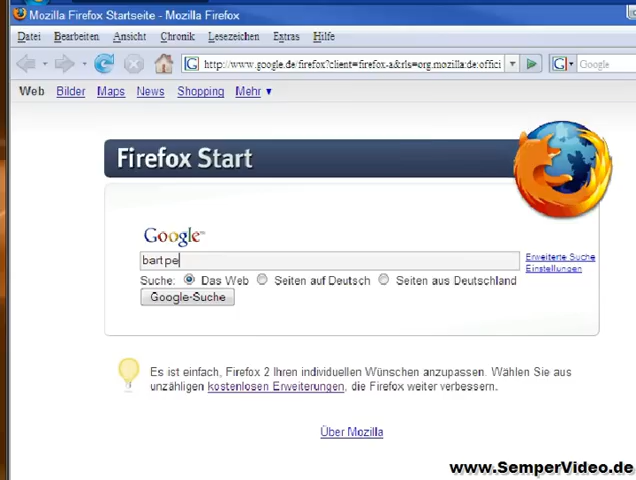 Mozilla Firefox Startseite - Mozilla Firefox
Datei Bearbeiten Ansicht Chronik Lesezeichen Extras Hilfe
http://www.google.de/firefox?client=firefox-a&rls=org.mozilla:de:offici
Google
Web Bilder Maps News Shopping Mehr
Firefox Start
Google
bart pe
Erweiterte Suche
Einstellungen
Suche: Das Web Seiten auf Deutsch Seiten aus Deutschland
Google-Suche
Es ist einfach, Firefox 2 Ihren individuellen Wünschen anzupassen. Wählen Sie aus
unzähligen kostenlosen Erweiterungen, die Firefox weiter verbessern.
Über Mozilla
www.SemperVideo.de